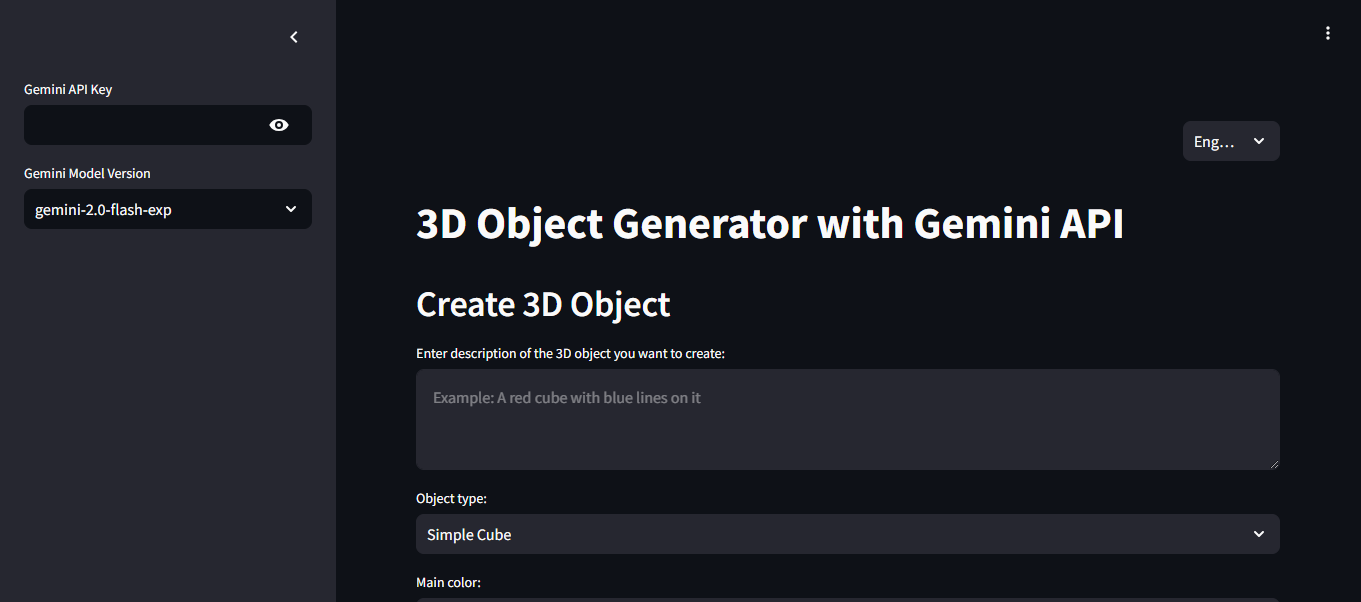 Gemini API Key
Gemini Model Version
gemini-2.0-flash-exp
Eng...
3D Object Generator with Gemini API
Create 3D Object
Enter description of the 3D object you want to create:
Example: A red cube with blue lines on it
Object type:
Simple Cube
Main color: